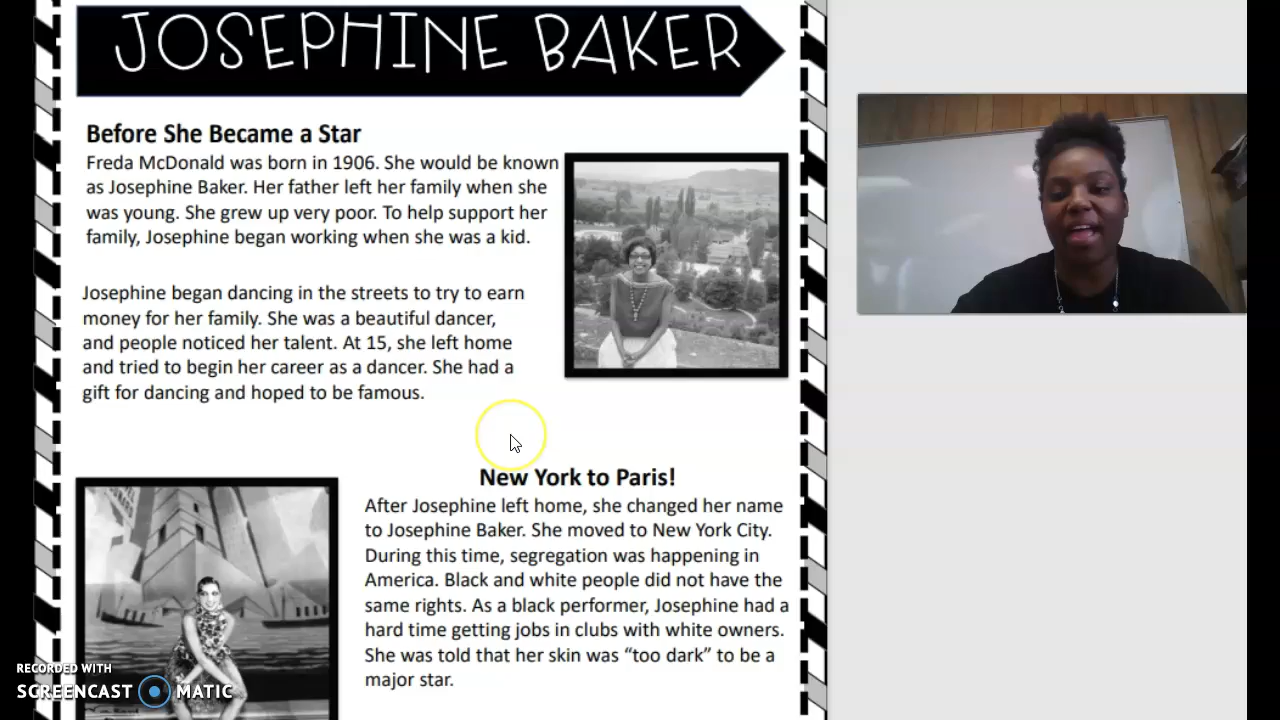 JOSEPHINE BAKER
Before She Became a Star
Freda McDonald was born in 1906. She would be known
as Josephine Baker. Her father left her family when she
was young. She grew up very poor. To help support her
family, Josephine began working when she was a kid.
Josephine began dancing in the streets to try to earn
money for her family. She was a beautiful dancer,
and people noticed her talent. At 15, she left home
and tried to begin her career as a dancer. She had a
gift for dancing and hoped to be famous.
New York to Paris!
After Josephine left home, she changed her name
to Josephine Baker. She moved to New York City.
During this time, segregation was happening in
America. Black and white people did not have the
same rights. As a black performer, Josephine had a
hard time getting jobs in clubs with white owners.
She was told that her skin was “too dark” to be a
major star.
RECORDED WITH
SCREENCAST MATIC